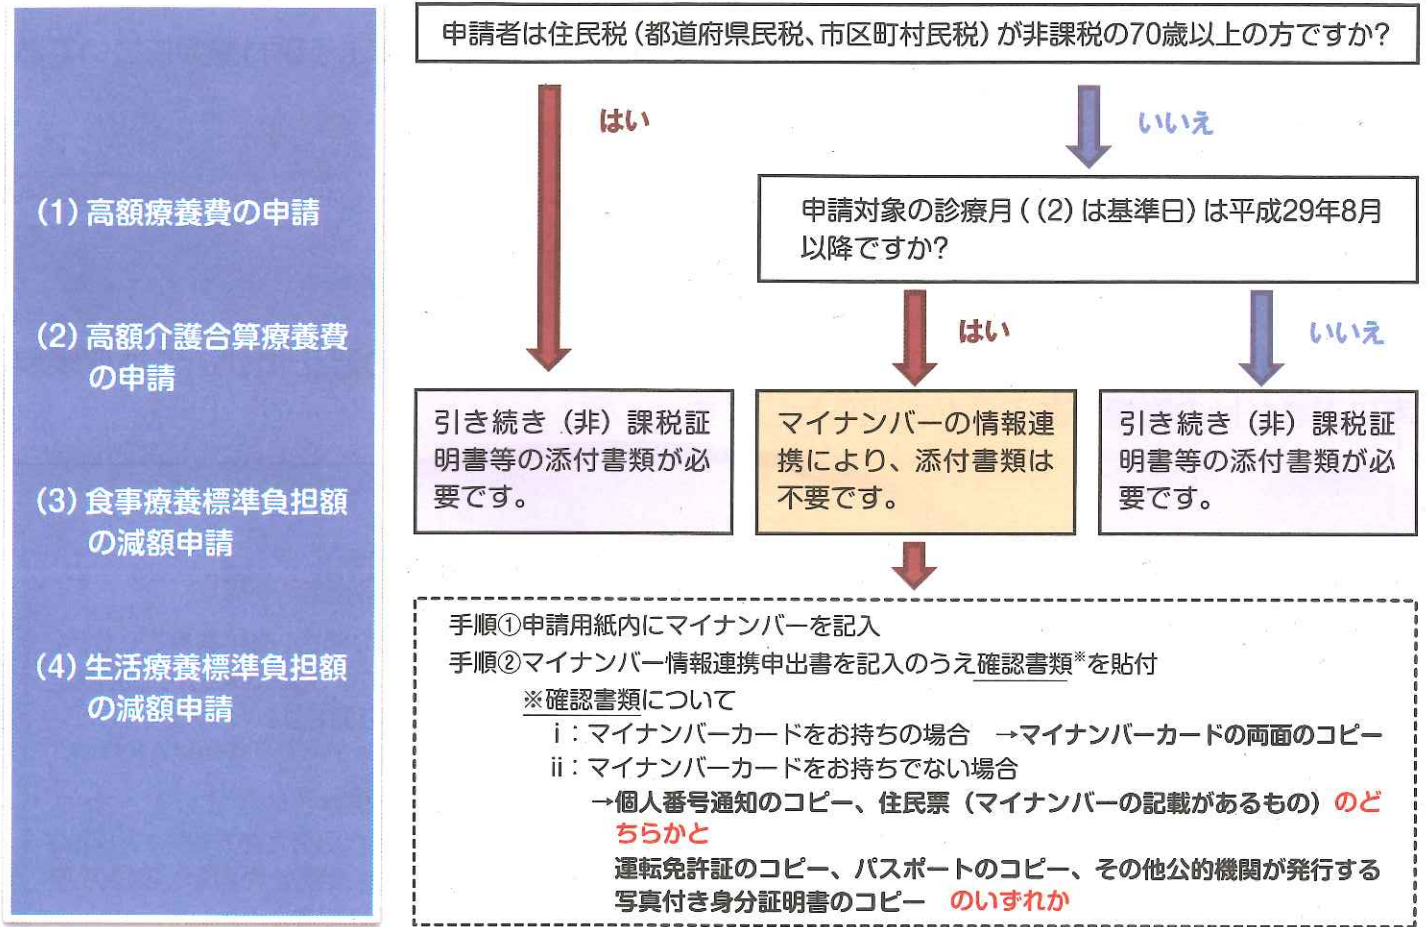 (1) 高額療養費の申請
(2) 高額介護合算療養費
の申請
(3) 食事療養標準負担額
の減額申請
(4) 生活療養標準負担額
の減額申請
申請者は住民税(都道府県民税、市区町村民税)が非課税の70歳以上の方ですか?
はい
いいえ
申請対象の診療月((2)は基準日)は平成29年8月
以降ですか?
はい
いいえ
引き続き(非)課税証
明書等の添付書類が必
要です。
マイナンバーの情報連
携により、添付書類は
不要です。
引き続き(非)課税証
明書等の添付書類が必
要です。
手順①申請用紙内にマイナンバーを記入
手順②マイナンバー情報連携申出書を記入のうえ確認書類※を貼付
※確認書類について
ⅰ:マイナンバーカードをお持ちの場合 →マイナンバーカードの両面のコピー
ⅱ:マイナンバーカードをお持ちでない場合
→個人番号通知のコピー、住民票(マイナンバーの記載があるもの)のど
ちらかと
運転免許証のコピー、パスポートのコピー、その他公的機関が発行する
写真付き身分証明書のコピー のいずれか